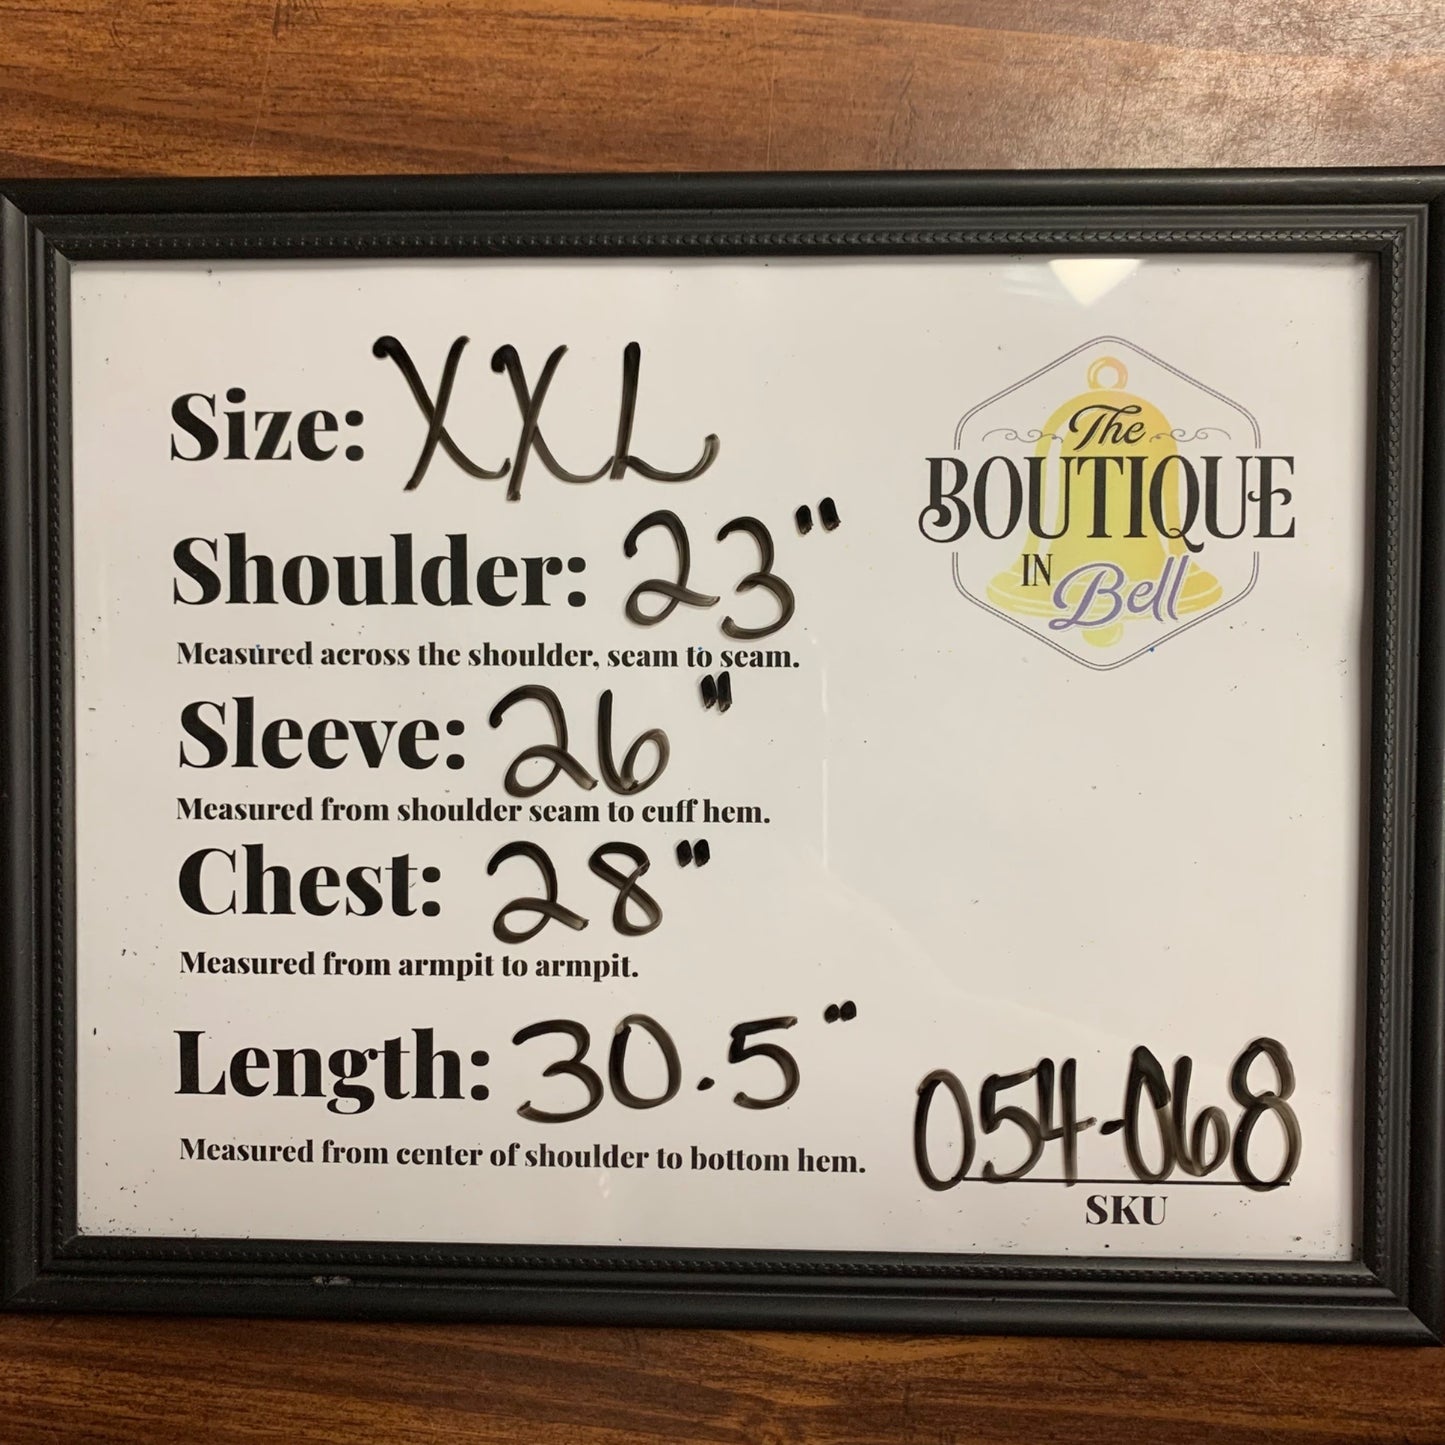 Size: XXL
Shoulder: 23"
Measured across the shoulder, seam to seam.
Sleeve: 26"
Measured from shoulder seam to cuff hem.
Chest: 28"
Measured from armpit to armpit.
Length: 30.5"
Measured from center of shoulder to bottom hem.
The
BOUTIQUE
IN Bell
054-068
SKU